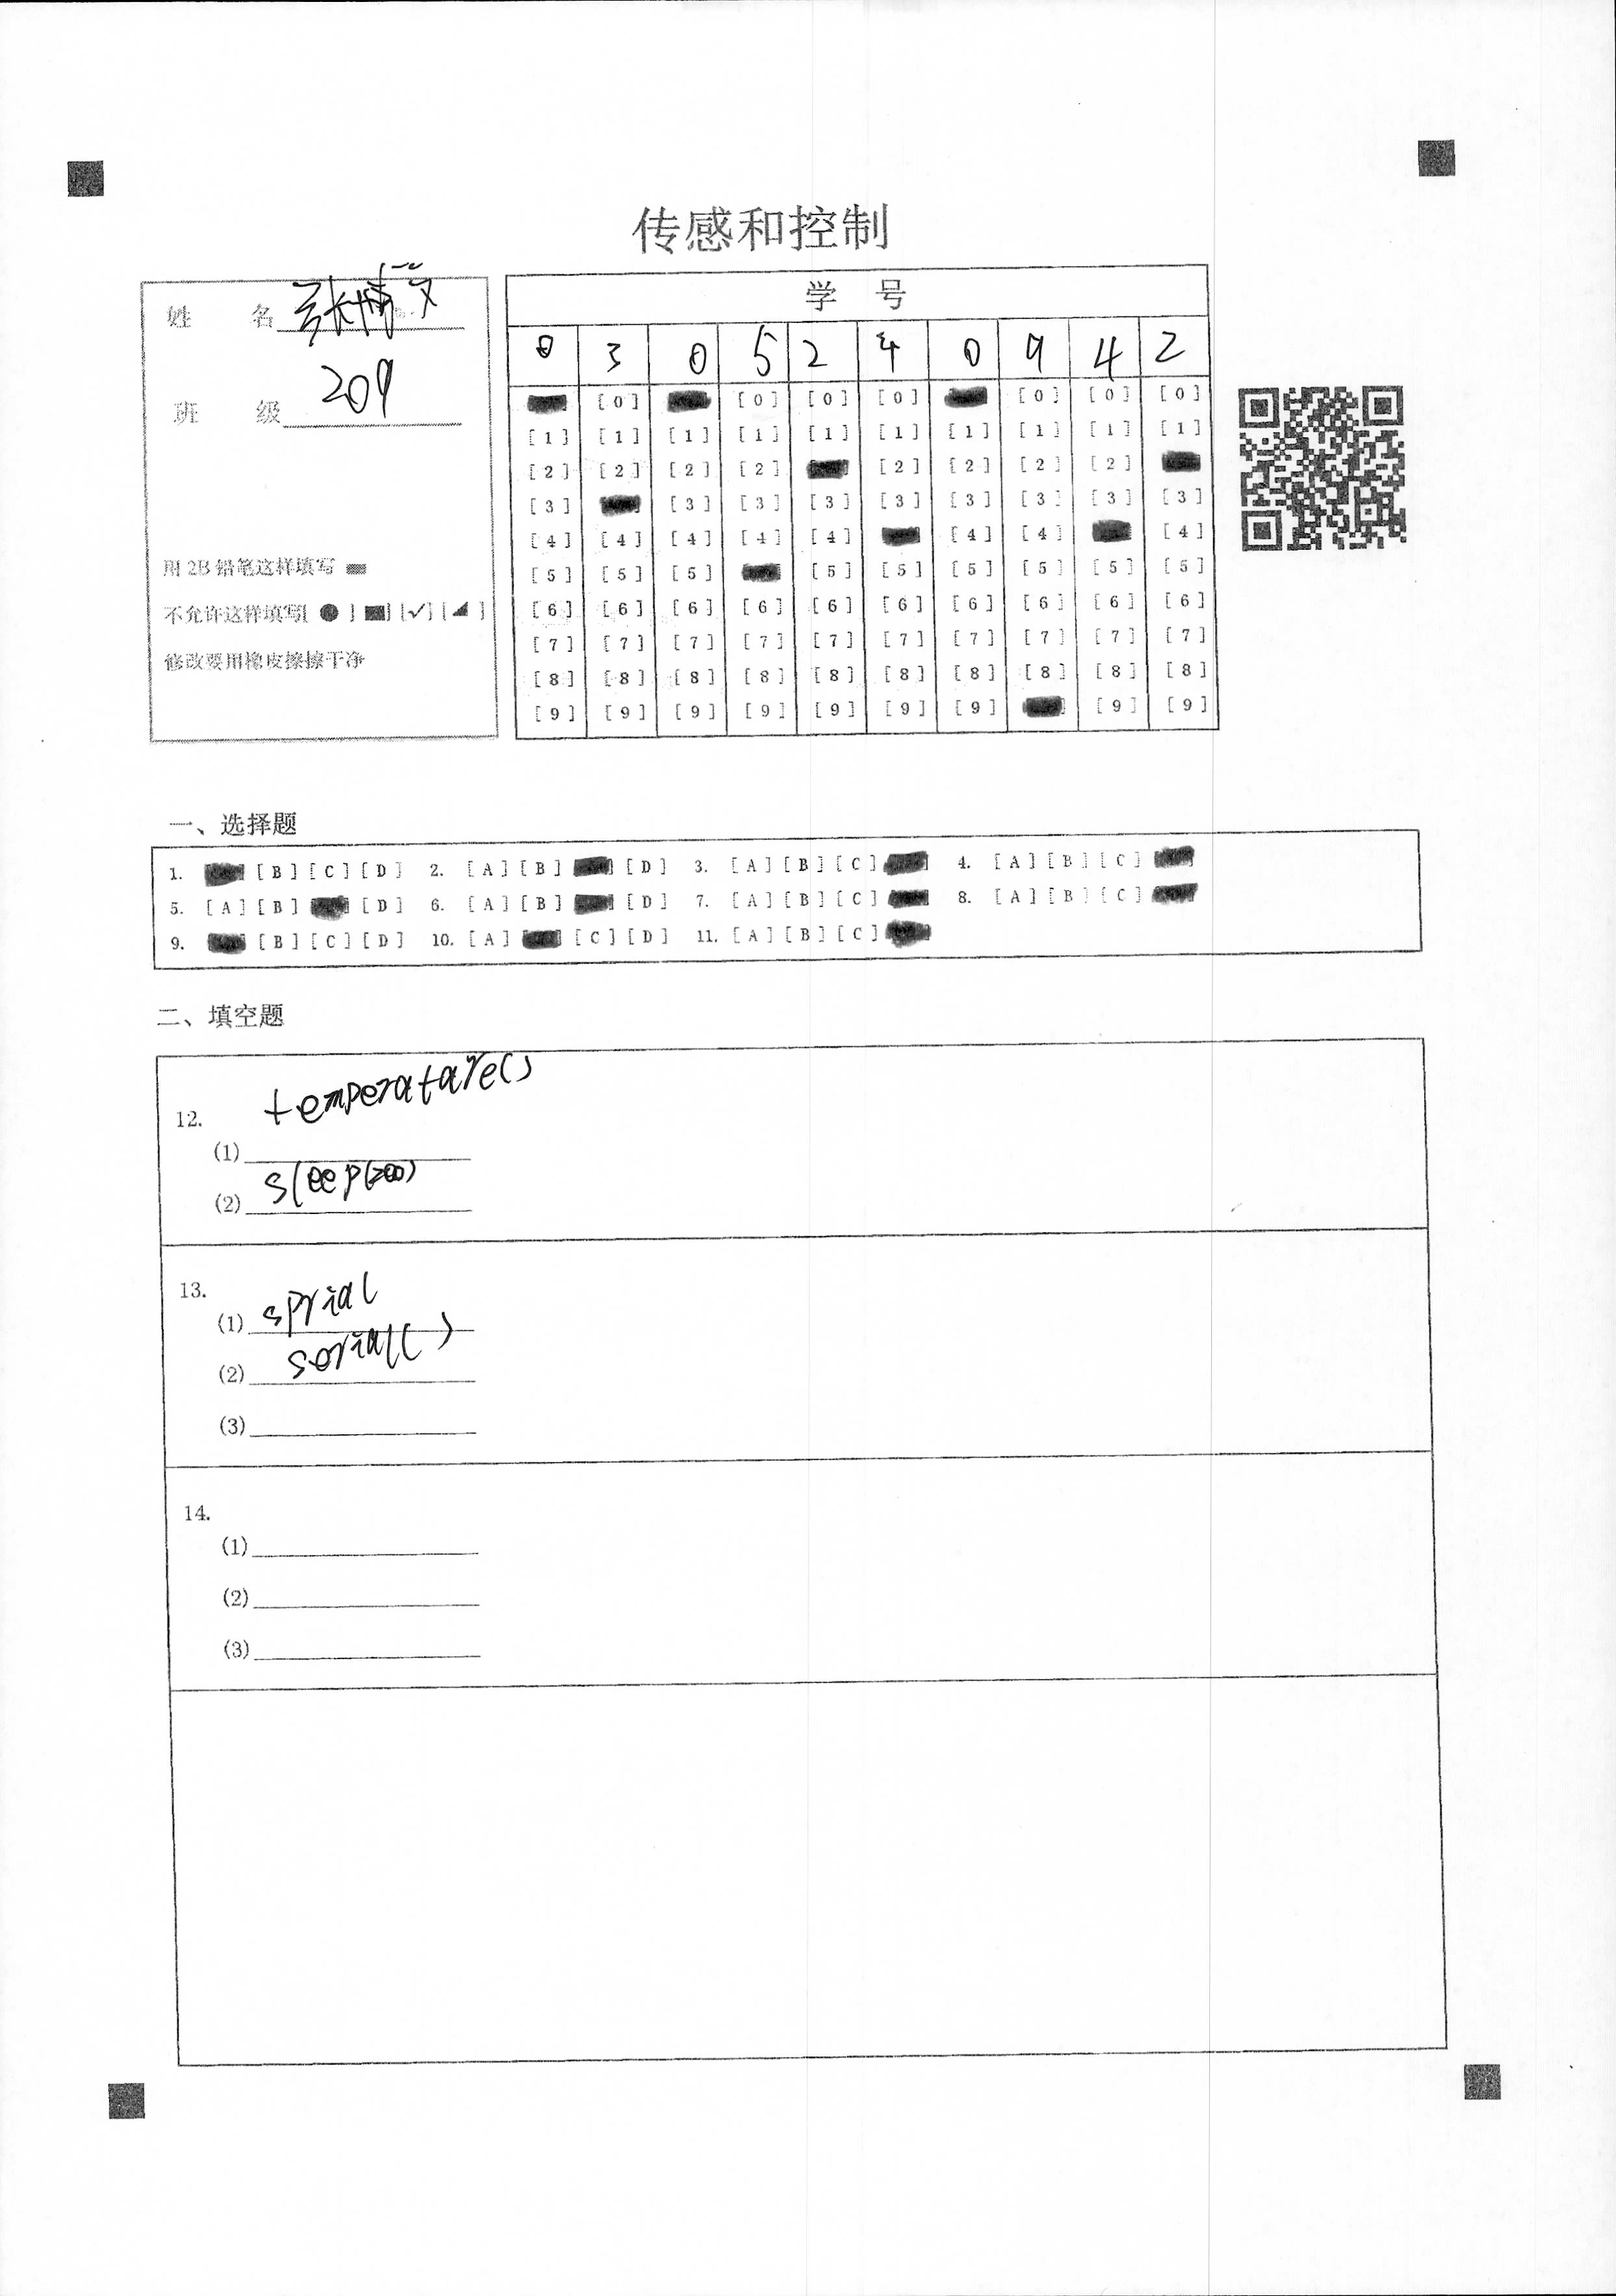 传感和控制
姓 名 张博文
班 级 209
用 2B 铅笔这样填写
不允许这样填写[ ● ] [■] [✓] [◢ ]
修改要用橡皮擦擦干净
学 号
0 3 0 5 2 4 0 9 4 2
[0] [0] [0] [0] [0] [0] [0]
[1] [1] [1] [1] [1] [1] [1] [1] [1] [1]
[2] [2] [2] [2] [2] [2] [2] [2]
[3] [3] [3] [3] [3] [3] [3] [3] [3]
[4] [4] [4] [4] [4] [4] [4] [4]
[5] [5] [5] [5] [5] [5] [5] [5] [5]
[6] [6] [6] [6] [6] [6] [6] [6] [6] [6]
[7] [7] [7] [7] [7] [7] [7] [7] [7] [7]
[8] [8] [8] [8] [8] [8] [8] [8] [8] [8]
[9] [9] [9] [9] [9] [9] [9] [9] [9]
一、选择题
1. [B] [C] [D] 2. [A] [B] [D] 3. [A] [B] [C] 4. [A] [B] [C]
5. [A] [B] [D] 6. [A] [B] [D] 7. [A] [B] [C] 8. [A] [B] [C]
9. [B] [C] [D] 10. [A] [C] [D] 11. [A] [B] [C]
二、填空题
12.
(1) temperatare()
(2) sleep(200)
13.
(1) sprial
(2) serial()
(3)
14.
(1)
(2)
(3)